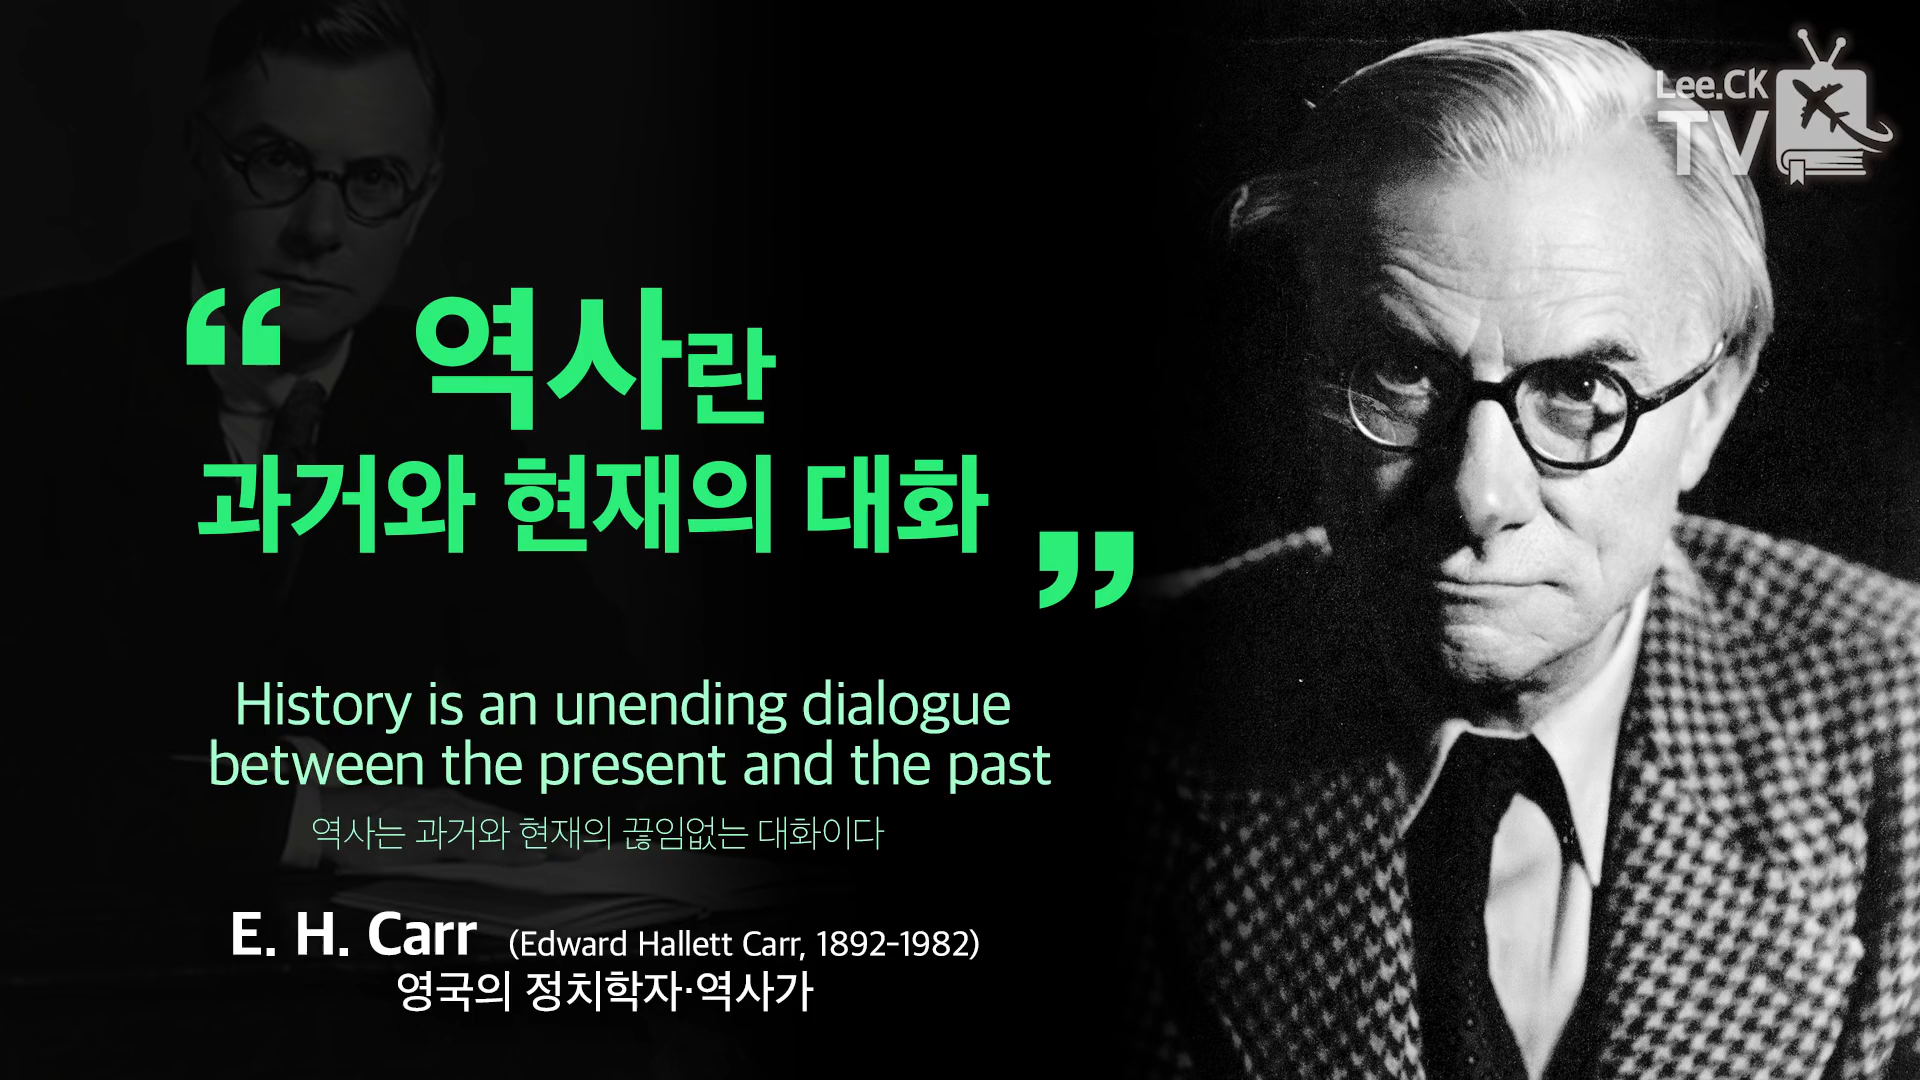 Lee.CK
TV
“ 역사란
과거와 현재의 대화 ”
History is an unending dialogue
between the present and the past
역사는 과거와 현재의 끊임없는 대화이다
E. H. Carr (Edward Hallett Carr, 1892-1982)
영국의 정치학자·역사가